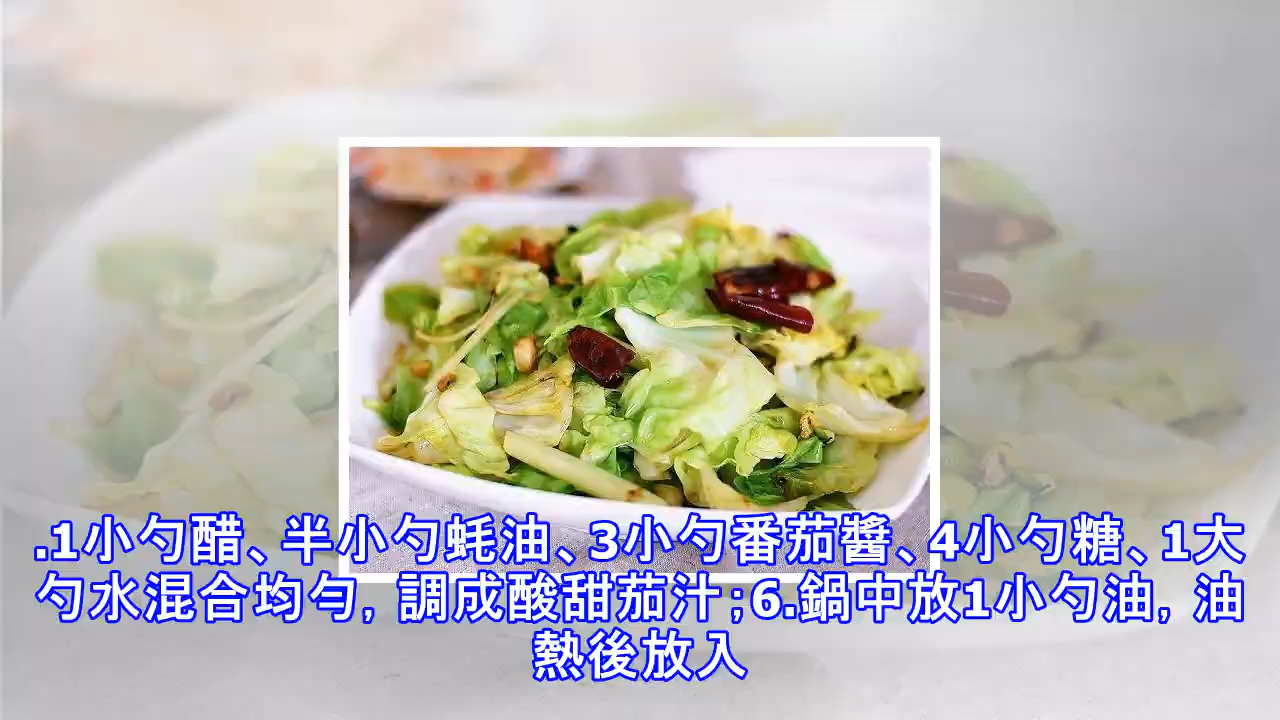 .1小勺醋、半小勺蚝油、3小勺番茄醬、4小勺糖、1大
勺水混合均勻, 調成酸甜茄汁;6.鍋中放1小勺油, 油
熱後放入